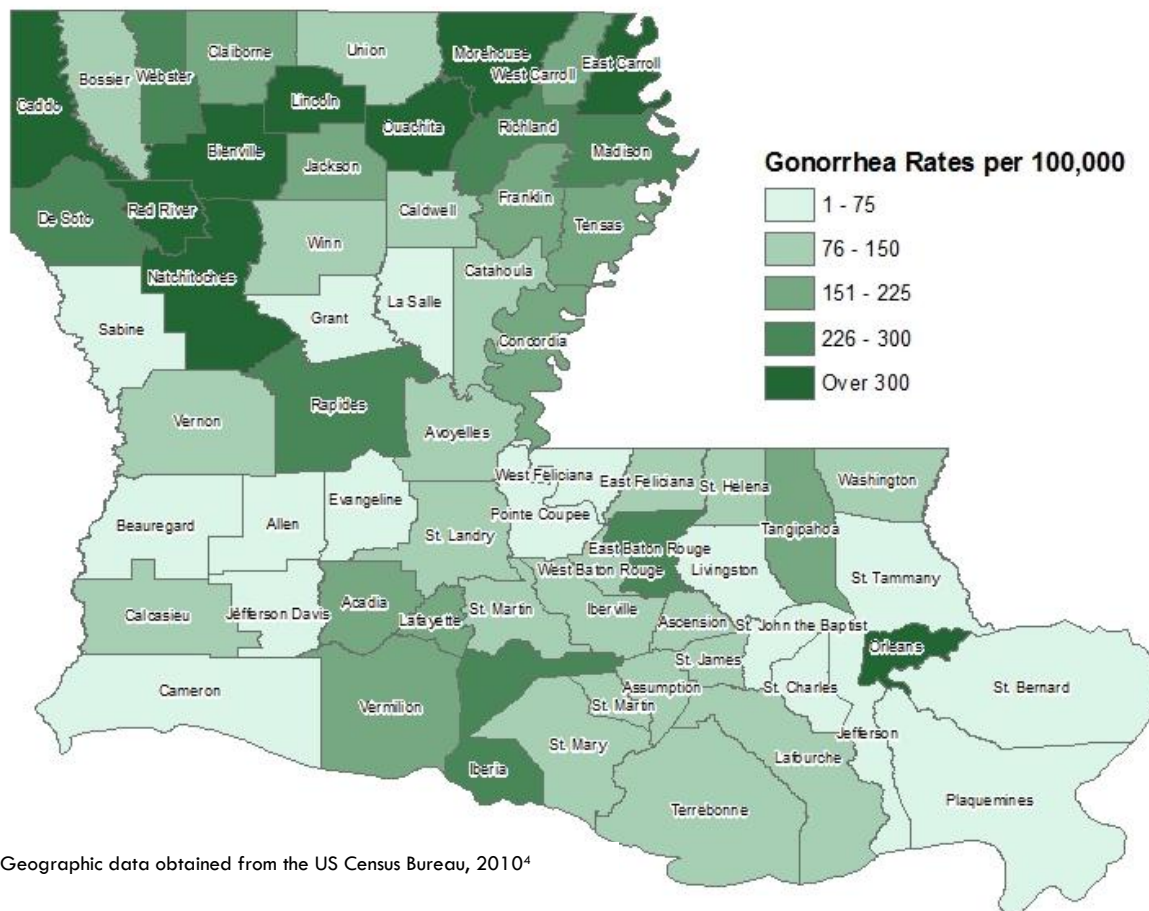 Claiborne
Union
Morehouse
Bossier
Webster
West Carroll
East Carroll
Caddo
Lincoln
Ouachita
Richland
Bienville
Madison
Jackson
Franklin
De Soto
Red River
Caldwell
Tensas
Winn
Natchitoches
Catahoula
La Salle
Sabine
Grant
Concordia
Rapides
Vernon
Avoyelles
West Feliciana
East Feliciana
St. Helena
Washington
Evangeline
Beauregard
Allen
Pointe Coupee
Tangipahoa
St. Landry
East Baton Rouge
West Baton Rouge
Livingston
St. Tammany
Calcasieu
Jefferson Davis
Acadia
Lafayette
St. Martin
Iberville
Ascension
St. John the Baptist
Orleans
St. James
Cameron
Assumption
St. Charles
St. Bernard
Vermilion
St. Martin
Jefferson
St. Mary
Lafourche
Iberia
Plaquemines
Terrebonne
Gonorrhea Rates per 100,000
1 - 75
76 - 150
151 - 225
226 - 300
Over 300
Geographic data obtained from the US Census Bureau, 2010⁴